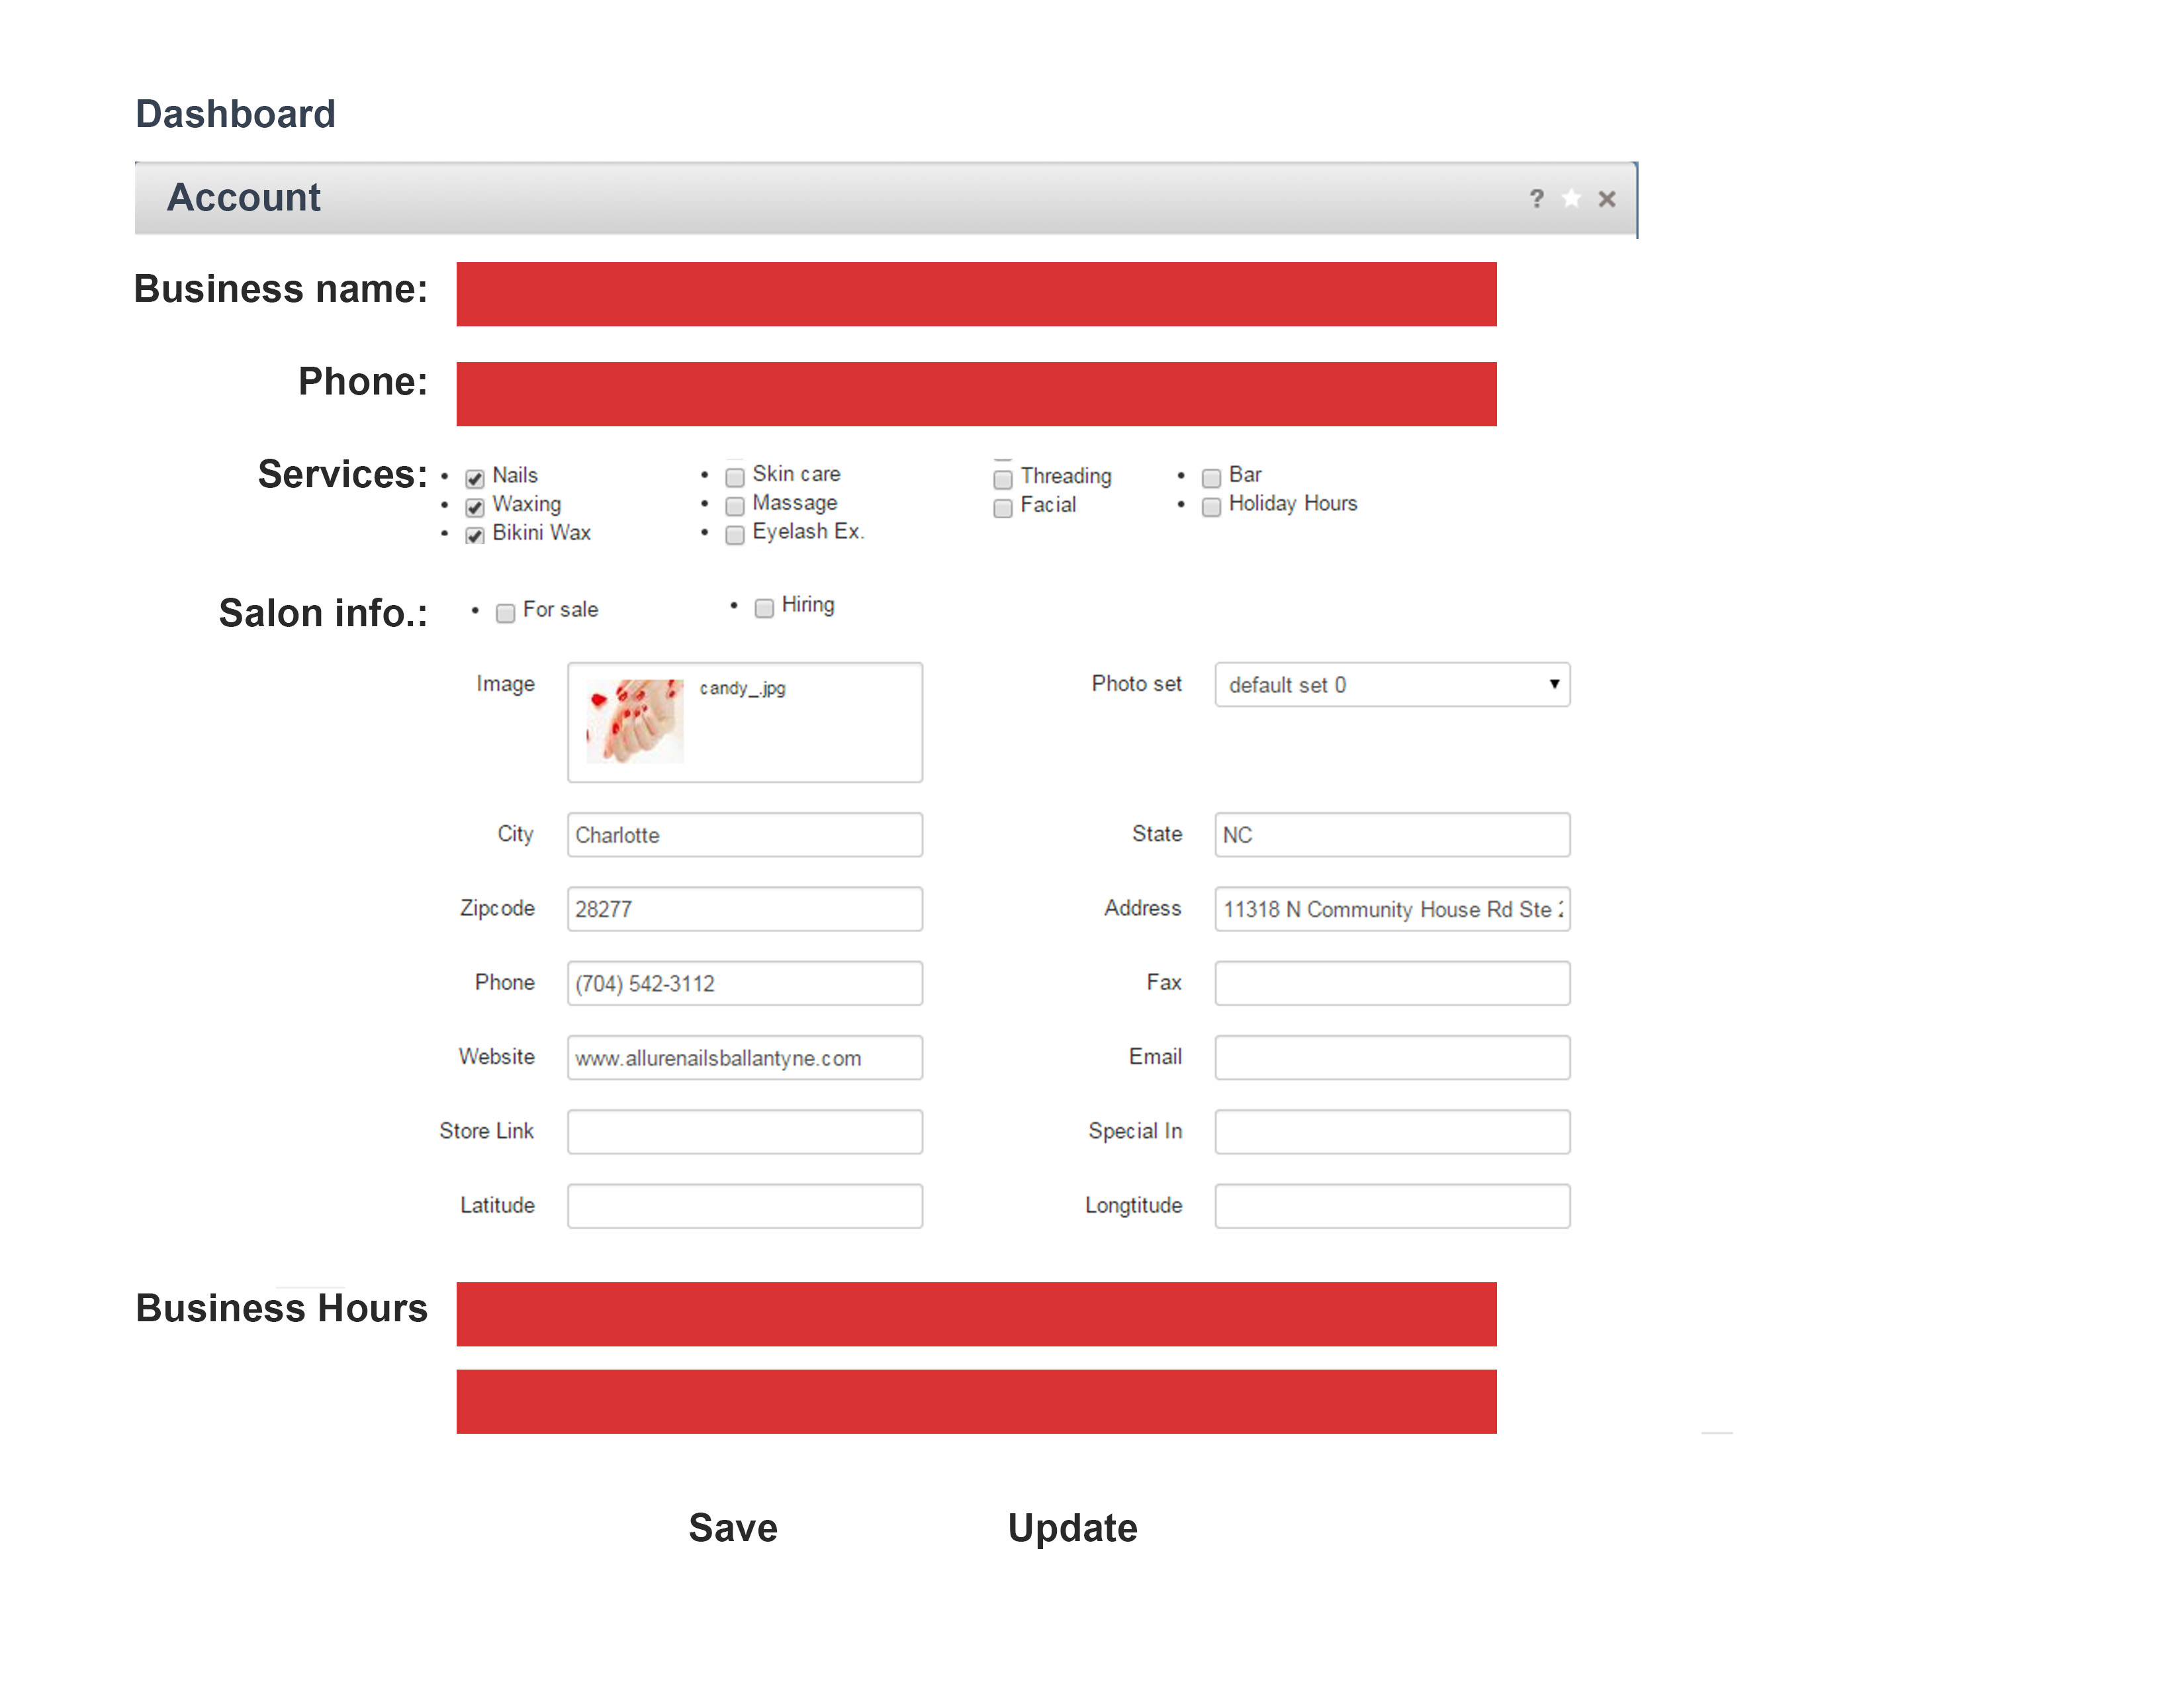 Dashboard
Account ?
Business name:
Phone:
Services: Nails Skin care Threading Bar
Waxing Massage Facial Holiday Hours
Bikini Wax Eyelash Ex.
Salon info.: For sale Hiring
Image candy_.jpg Photo set default set 0
City Charlotte State NC
Zipcode 28277 Address 11318 N Community House Rd Ste
Phone (704) 542-3112 Fax
Website www.allurenailsballantyne.com Email
Store Link Special In
Latitude Longtitude
Business Hours
Save Update